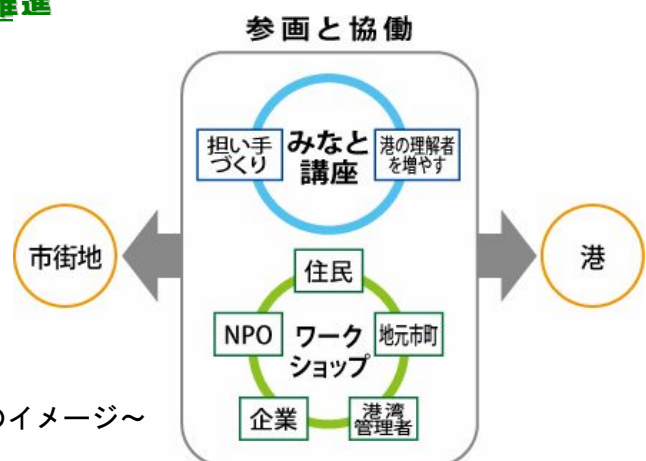 推進
参画と協働
担い手
づくり
みなと
講座
港の理解者
を増やす
市街地
港
住民
NPO
ワーク
ショップ
地元市町
企業
港湾
管理者
のイメージ～